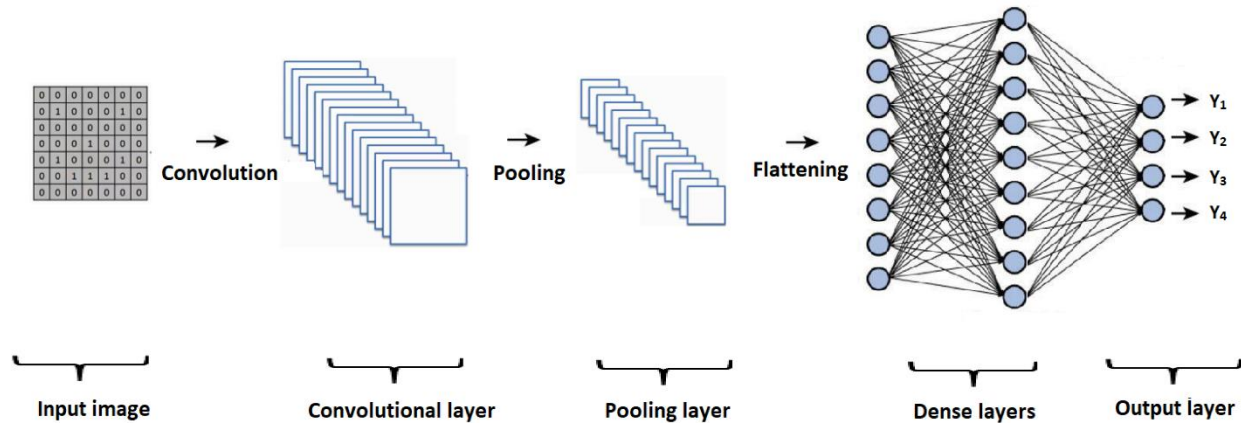 0 0 0 0 0 0 0
0 1 0 0 0 1 0
0 0 0 0 0 0 0
0 0 0 1 0 0 0
0 1 0 0 0 1 0
0 0 1 1 1 0 0
0 0 0 0 0 0 0
Convolution
Pooling
Flattening
Y₁
Y₂
Y₃
Y₄
Input image
Convolutional layer
Pooling layer
Dense layers
Output layer